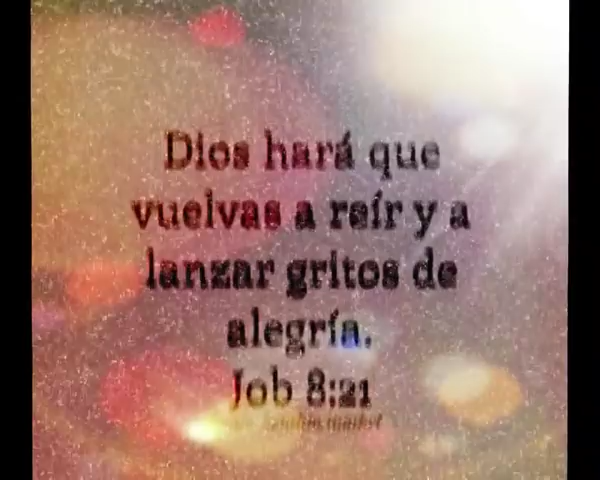 Dios hará que
vuelvas a reír y a
lanzar gritos de
alegría.
Job 8:21